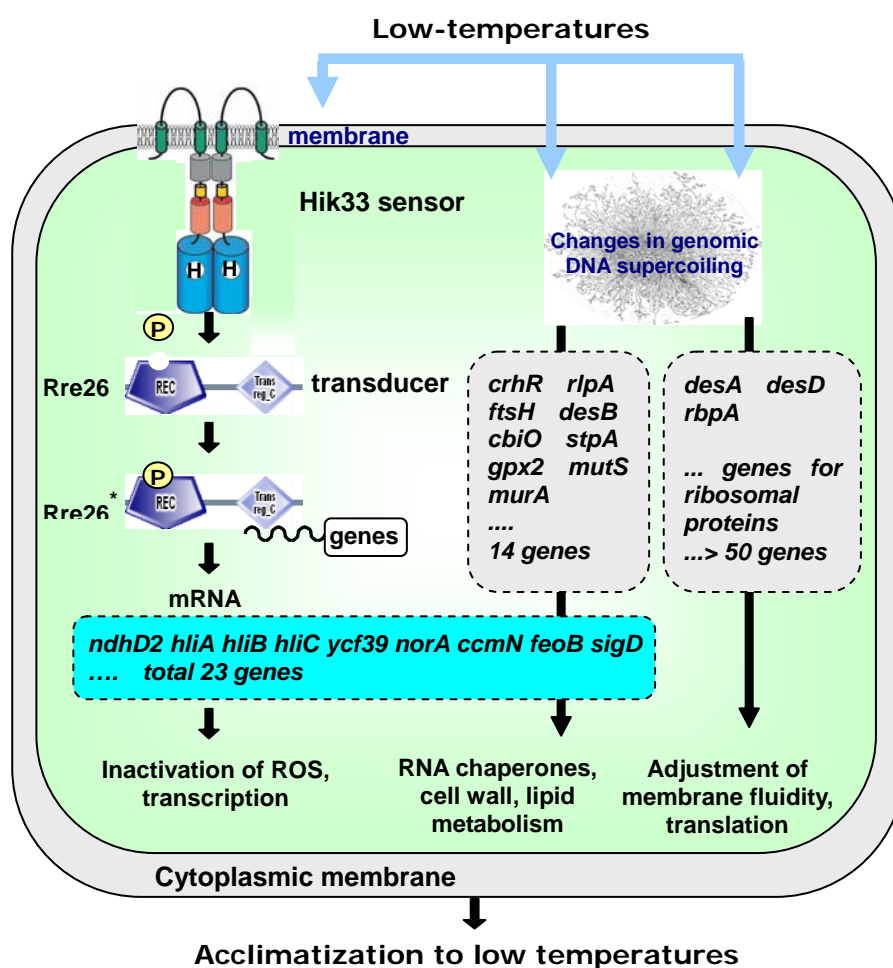 Low-temperatures
membrane
Hik33 sensor
H H
P
Changes in genomic
DNA supercoiling
Rre26
REC
Trans
reg_C
transducer
P
Rre26*
REC
Trans
reg_C
genes
mRNA
crhR rlpA
ftsH desB
cbiO stpA
gpx2 mutS
murA
....
14 genes
desA desD
rbpA
... genes for
ribosomal
proteins
...> 50 genes
ndhD2 hliA hliB hliC ycf39 norA ccmN feoB sigD
.... total 23 genes
Inactivation of ROS,
transcription
RNA chaperones,
cell wall, lipid
metabolism
Adjustment of
membrane fluidity,
translation
Cytoplasmic membrane
Acclimatization to low temperatures